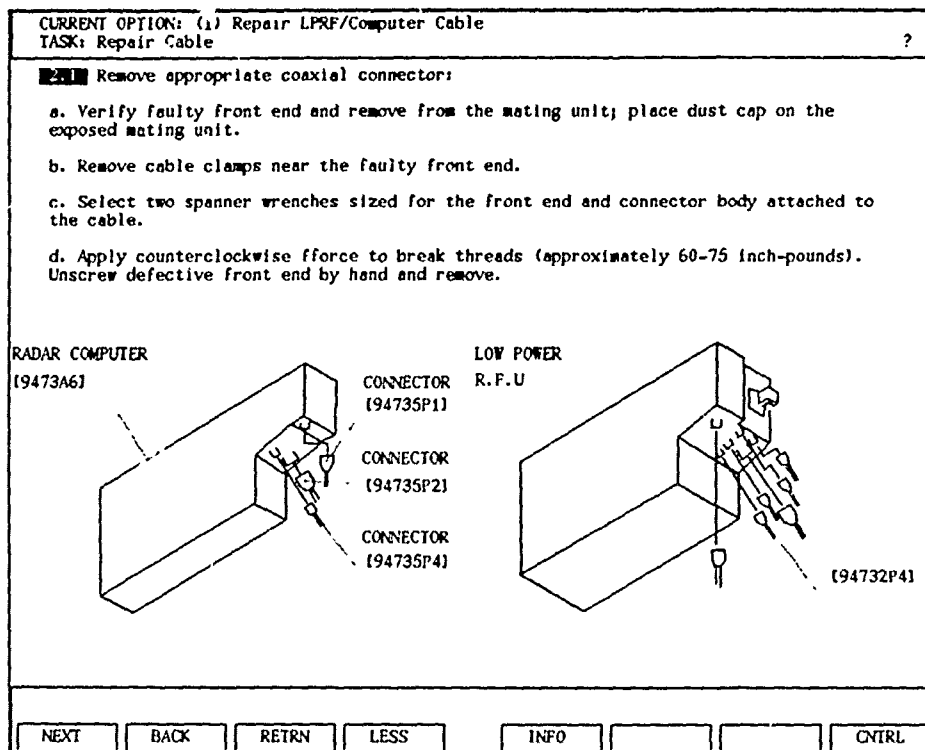 CURRENT OPTION: (1) Repair LPRF/Computer Cable
TASK: Repair Cable ?
2.1 Remove appropriate coaxial connector:
a. Verify faulty front end and remove from the mating unit; place dust cap on the
exposed mating unit.
b. Remove cable clamps near the faulty front end.
c. Select two spanner wrenches sized for the front end and connector body attached to
the cable.
d. Apply counterclockwise fforce to break threads (approximately 60-75 inch-pounds).
Unscrew defective front end by hand and remove.
RADAR COMPUTER
[9473A6]
CONNECTOR
[94735P1]
CONNECTOR
[94735P2]
CONNECTOR
[94735P4]
LOW POWER
R.F.U
[94732P4]
NEXT BACK RETRN LESS INFO CNTRL